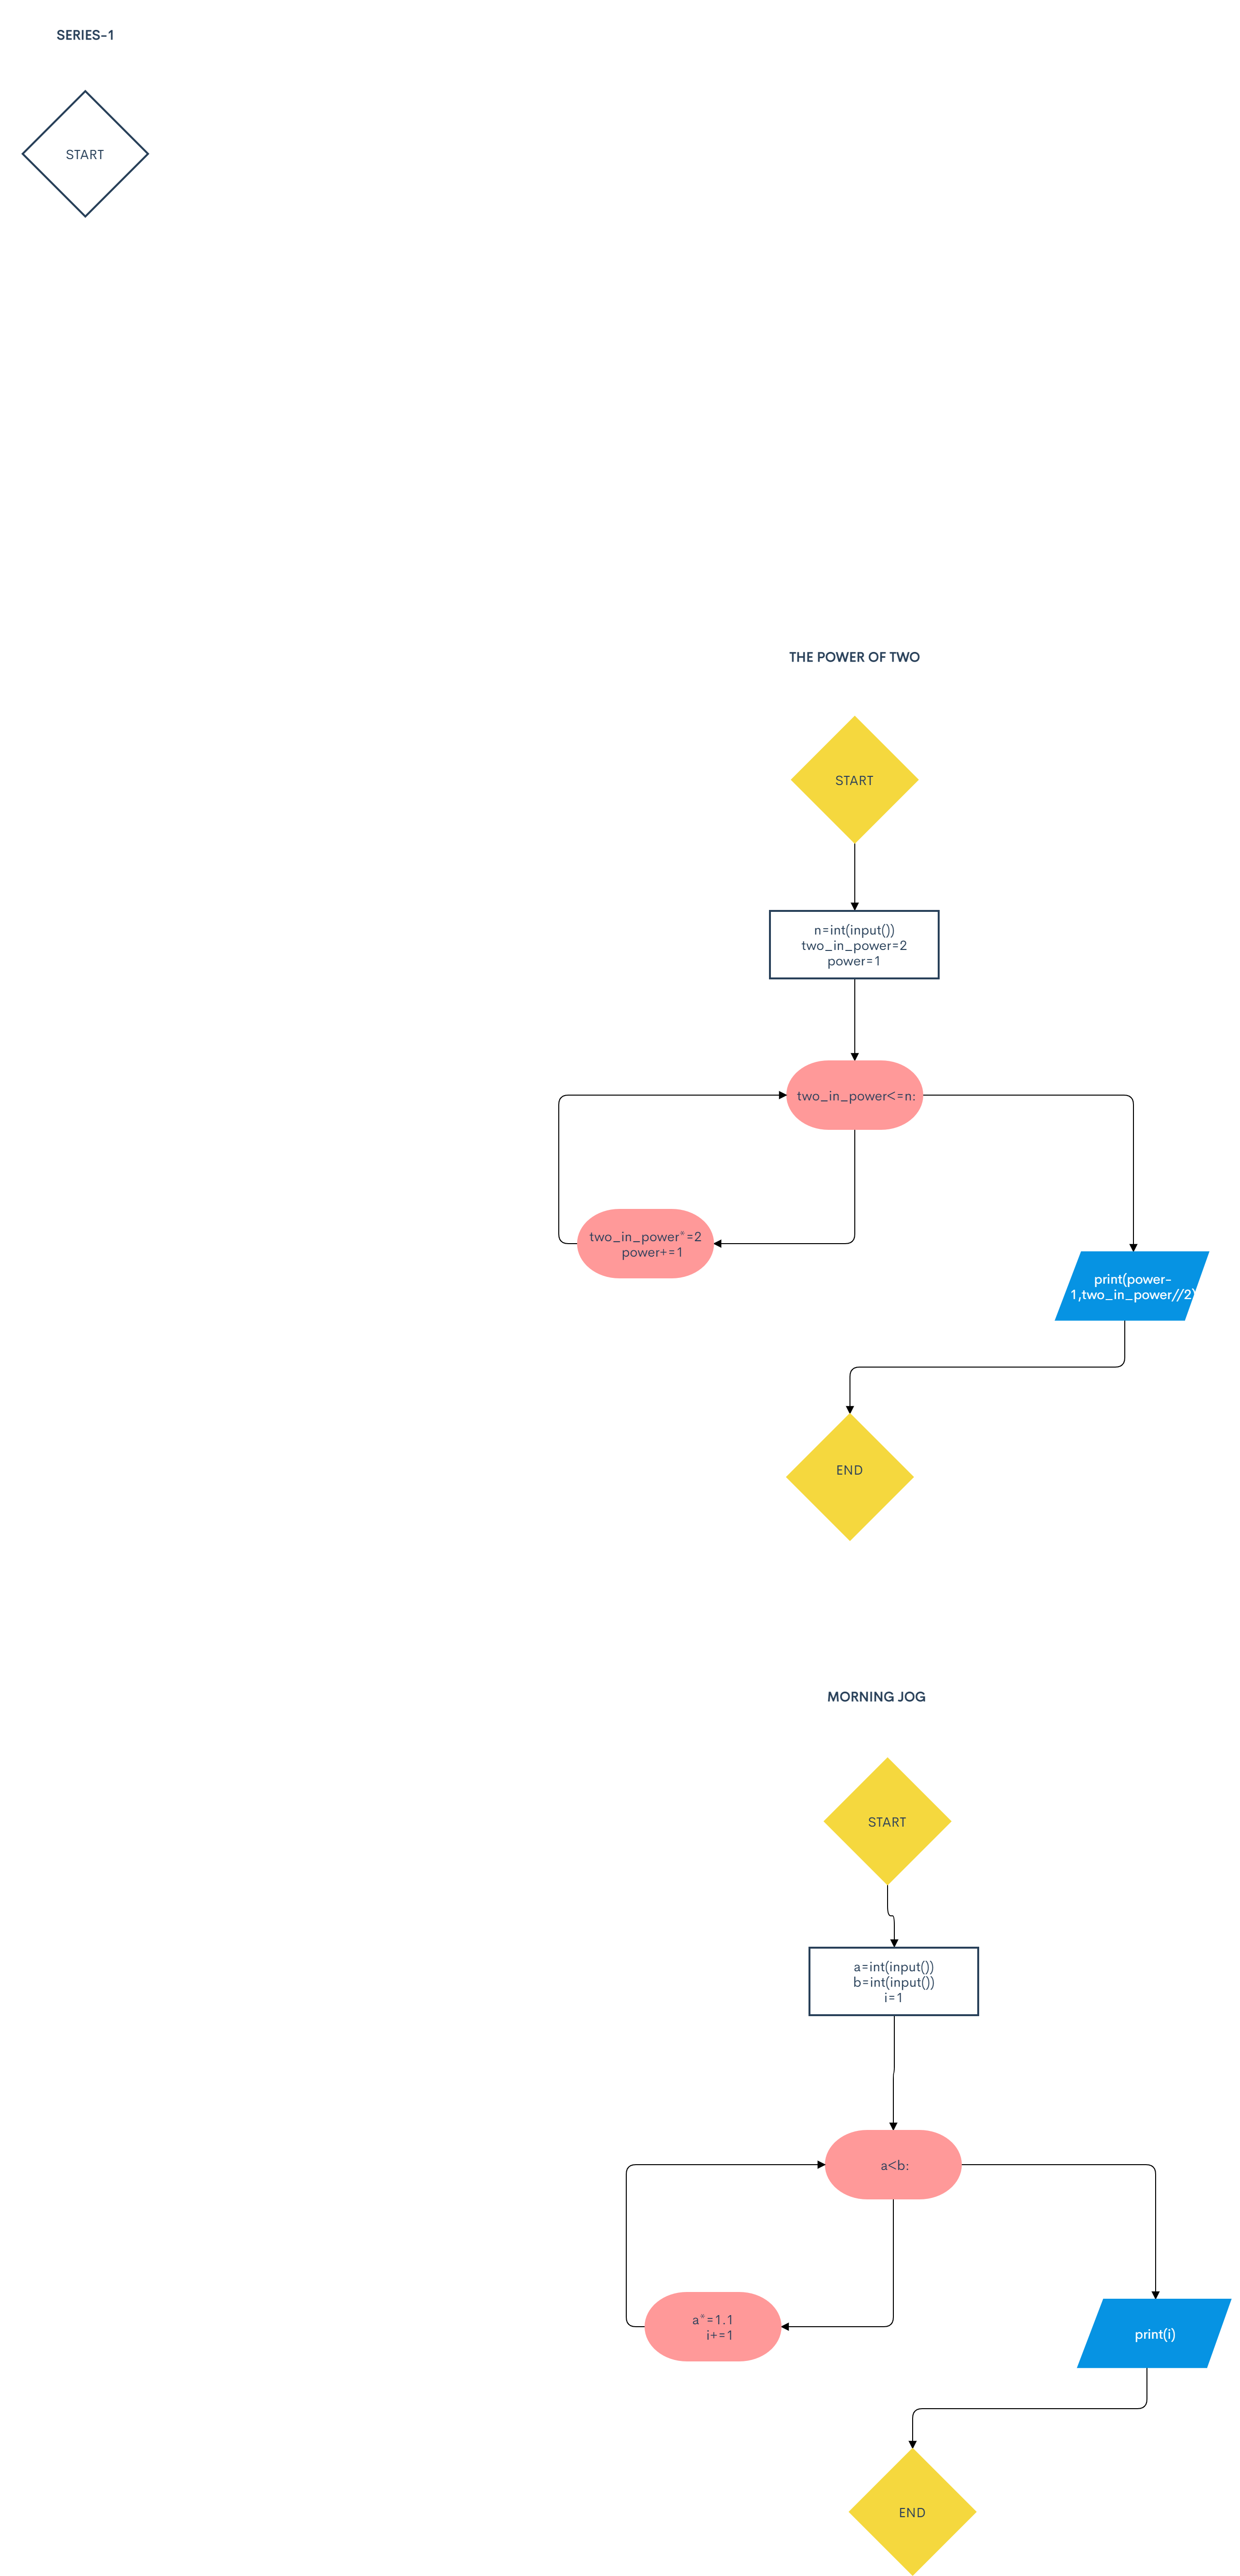 SERIES-1
START
THE POWER OF TWO
START
n=int(input())
two_in_power=2
power=1
two_in_power<=n:
two_in_power*=2
power+=1
print(power-
1,two_in_power//2)
END
MORNING JOG
START
a=int(input())
b=int(input())
i=1
a<b:
a*=1.1
i+=1
print(i)
END